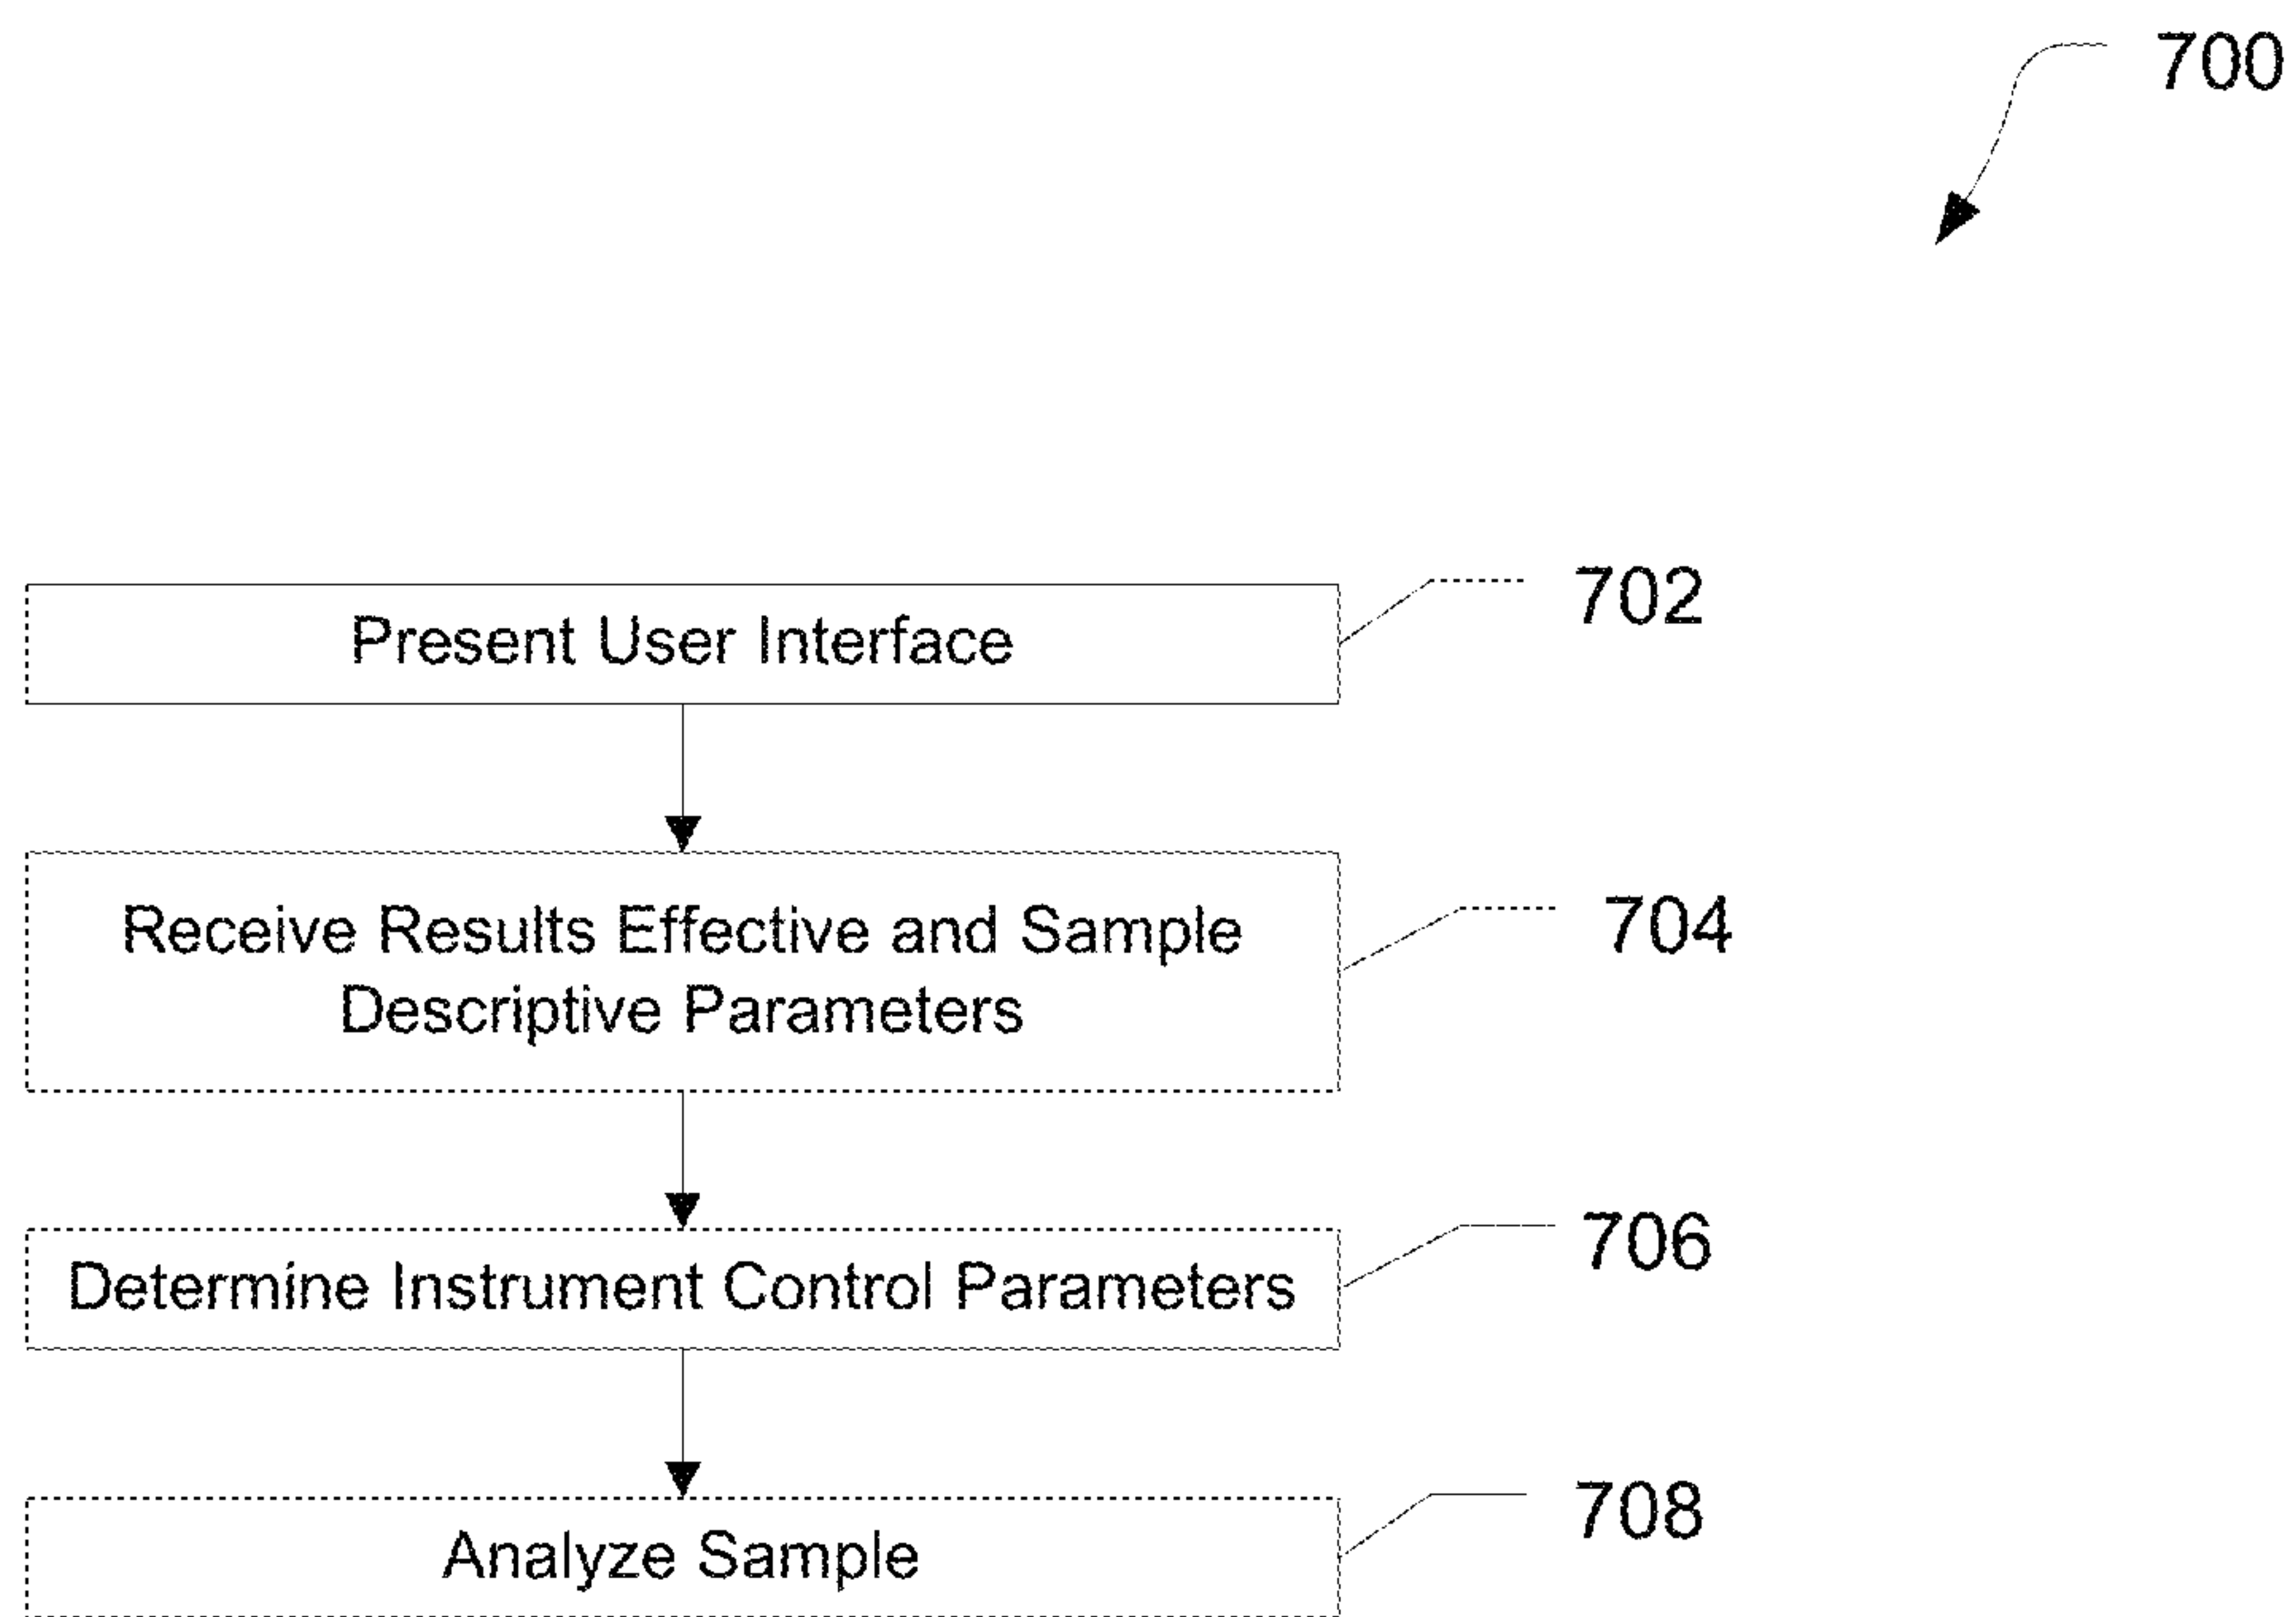 700
Present User Interface
702
Receive Results Effective and Sample
Descriptive Parameters
704
Determine Instrument Control Parameters
706
Analyze Sample
708